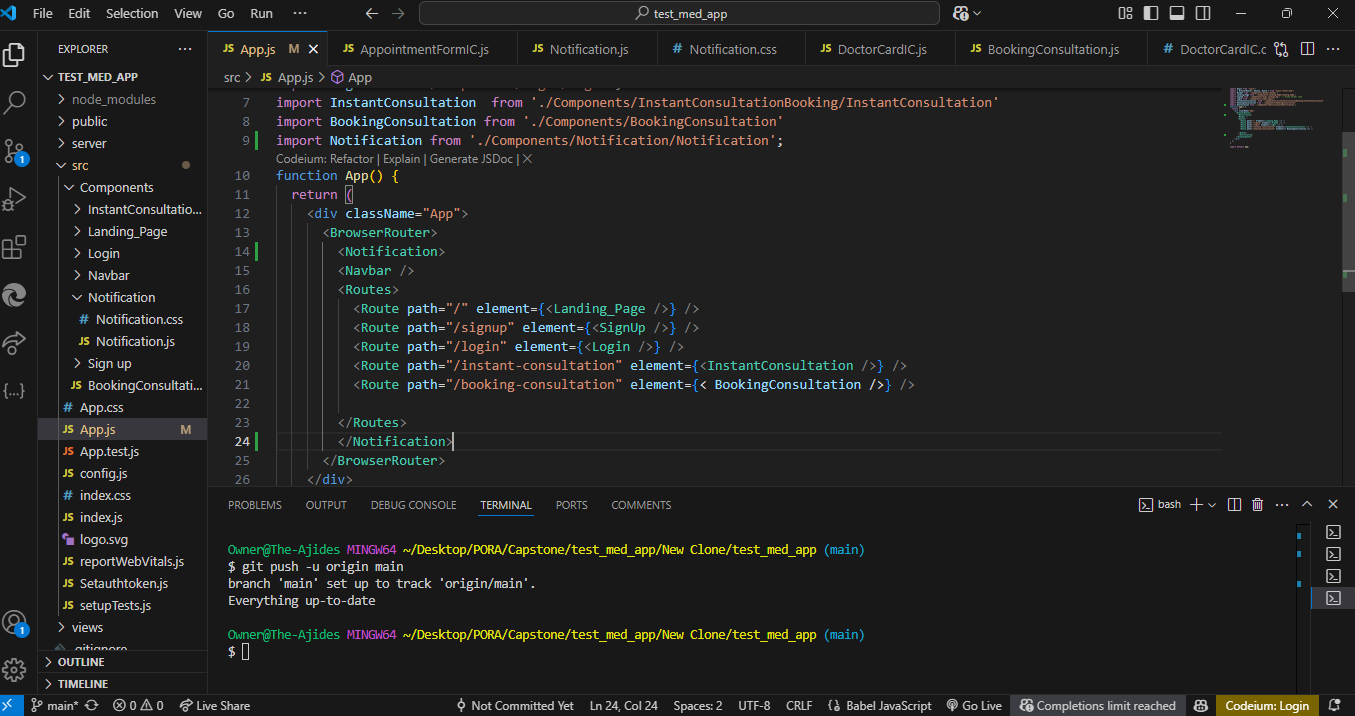 File Edit Selection View Go Run ··· test_med_app
EXPLORER ···
JS App.js M JS AppointmentFormIC.js JS Notification.js # Notification.css JS DoctorCardIC.js JS BookingConsultation.js # DoctorCardIC.c ···
TEST_MED_APP
src > JS App.js > App
node_modules
public
server
src
Components
InstantConsultatio...
Landing_Page
Login
Navbar
Notification
# Notification.css
JS Notification.js
Sign up
JS BookingConsultati...
# App.css
JS App.js M
JS App.test.js
JS config.js
# index.css
JS index.js
logo.svg
JS reportWebVitals.js
JS Setauthtoken.js
JS setupTests.js
views
.gitignore
OUTLINE
TIMELINE
7 import InstantConsultation from './Components/InstantConsultationBooking/InstantConsultation'
8 import BookingConsultation from './Components/BookingConsultation'
9 import Notification from './Components/Notification/Notification';
Codeium: Refactor | Explain | Generate JSDoc | X
10 function App() {
11 return (
12 <div className="App">
13 <BrowserRouter>
14 <Notification>
15 <Navbar />
16 <Routes>
17 <Route path="/" element={<Landing_Page />} />
18 <Route path="/signup" element={<SignUp />} />
19 <Route path="/login" element={<Login />} />
20 <Route path="/instant-consultation" element={<InstantConsultation />} />
21 <Route path="/booking-consultation" element={< BookingConsultation />} />
22
23 </Routes>
24 </Notification>
25 </BrowserRouter>
26 </div>
PROBLEMS OUTPUT DEBUG CONSOLE TERMINAL PORTS COMMENTS bash ···
Owner@The-Ajides MINGW64 ~/Desktop/PORA/Capstone/test_med_app/New Clone/test_med_app (main)
$ git push -u origin main
branch 'main' set up to track 'origin/main'.
Everything up-to-date
Owner@The-Ajides MINGW64 ~/Desktop/PORA/Capstone/test_med_app/New Clone/test_med_app (main)
$
1
1
main* 0 0 Live Share Not Committed Yet Ln 24, Col 24 Spaces: 2 UTF-8 CRLF {} Babel JavaScript Go Live Completions limit reached Codeium: Login